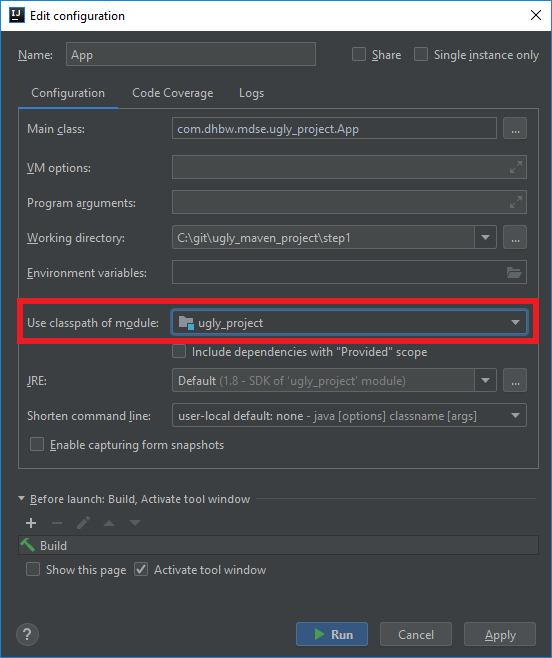 IJ Edit configuration
Name: App Share Single instance only
Configuration Code Coverage Logs
Main class: com.dhbw.mdse.ugly_project.App ...
VM options:
Program arguments:
Working directory: C:\git\ugly_maven_project\step1 ...
Environment variables:
Use classpath of module: ugly_project
Include dependencies with "Provided" scope
JRE: Default (1.8 - SDK of 'ugly_project' module) ...
Shorten command line: user-local default: none - java [options] classname [args]
Enable capturing form snapshots
Before launch: Build, Activate tool window
Build
Show this page Activate tool window
? Run Cancel Apply